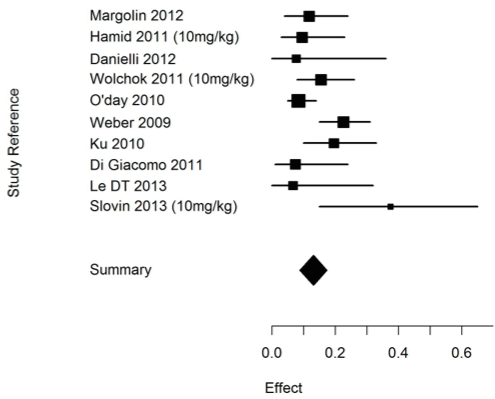 Margolin 2012
Hamid 2011 (10mg/kg)
Danielli 2012
Wolchok 2011 (10mg/kg)
O'day 2010
Weber 2009
Ku 2010
Di Giacomo 2011
Le DT 2013
Slovin 2013 (10mg/kg)
Study Reference
Summary
0.0 0.2 0.4 0.6
Effect